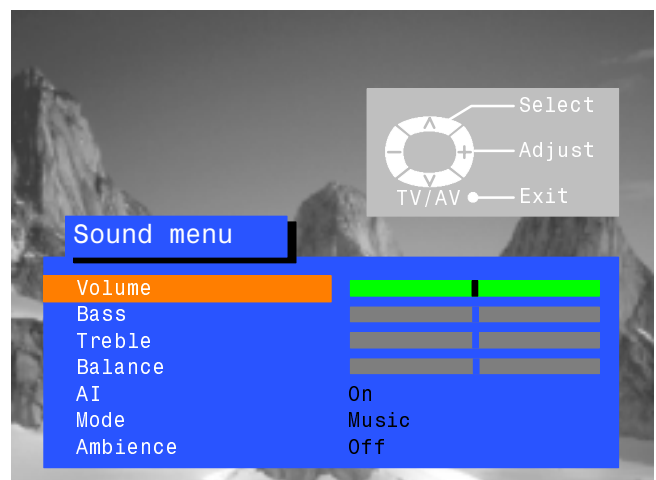 Select
Adjust
TV/AV Exit
Sound menu
Volume
Bass
Treble
Balance
AI On
Mode Music
Ambience Off